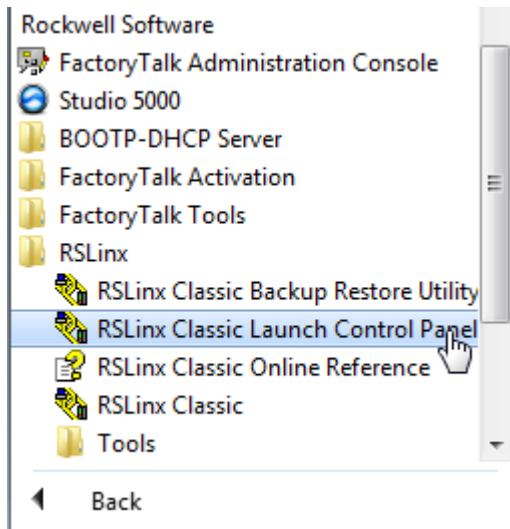 Rockwell Software
FactoryTalk Administration Console
Studio 5000
BOOTP-DHCP Server
FactoryTalk Activation
FactoryTalk Tools
RSLinx
RSLinx Classic Backup Restore Utility
RSLinx Classic Launch Control Panel
RSLinx Classic Online Reference
RSLinx Classic
Tools
Back